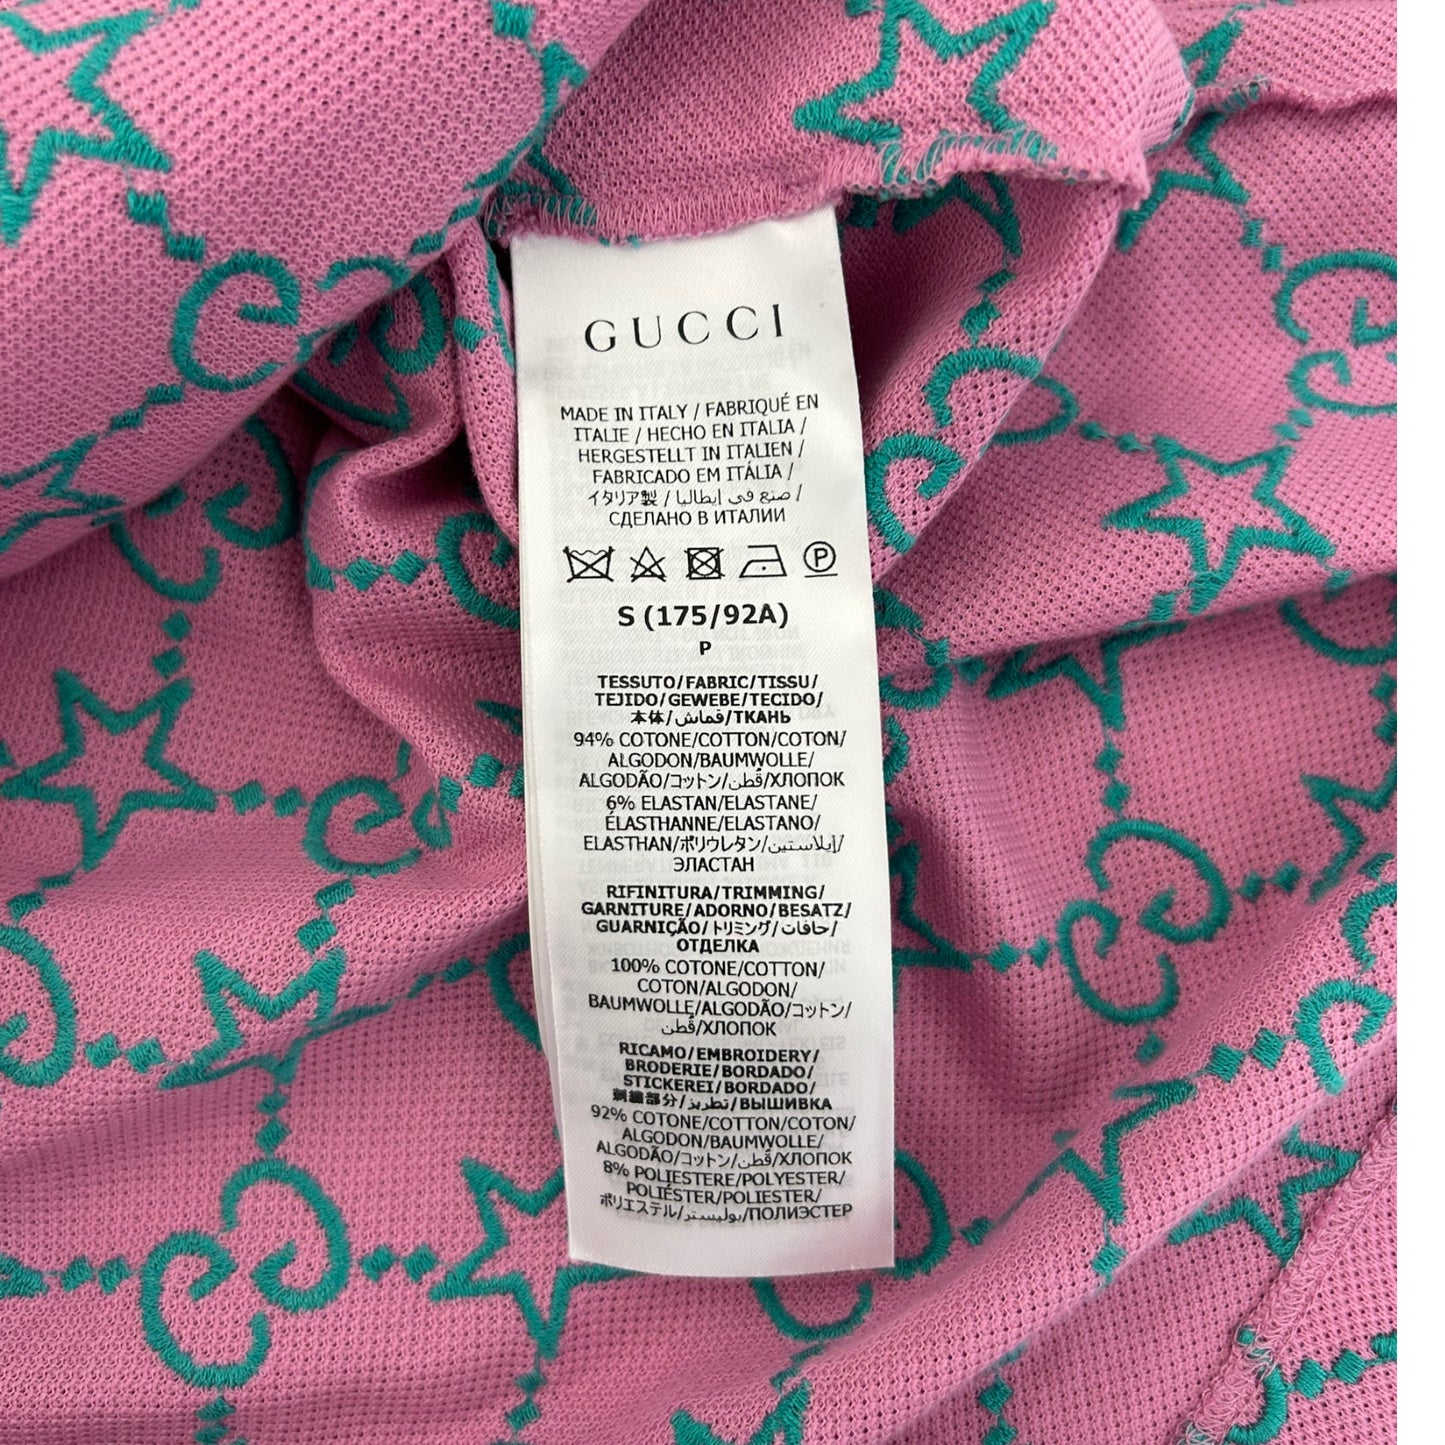 GUCCI
MADE IN ITALY / FABRIQUÉ EN
ITALIE / HECHO EN ITALIA /
HERGESTELLT IN ITALIEN /
FABRICADO EM ITÁLIA /
イタリア製 / صنع في إيطاليا /
СДЕЛАНО В ИТАЛИИ
P
S (175/92A)
P
TESSUTO/FABRIC/TISSU/
TEJIDO/GEWEBE/TECIDO/
本体/قماش/ТКАНЬ
94% COTONE/COTTON/COTON/
ALGODON/BAUMWOLLE/
ALGODÃO/コットン/قُطن/ХЛОПОК
6% ELASTAN/ELASTANE/
ÉLASTHANNE/ELASTANO/
ELASTHAN/ポリウレタン/إيلاستين/
ЭЛАСТАН
RIFINITURA/TRIMMING/
GARNITURE/ADORNO/BESATZ/
GUARNIÇÃO/トリミング/حافات/
ОТДЕЛКА
100% COTONE/COTTON/
COTON/ALGODON/
BAUMWOLLE/ALGODÃO/コットン/
قُطن/ХЛОПОК
RICAMO/EMBROIDERY/
BRODERIE/BORDADO/
STICKEREI/BORDADO/
刺繍部分/تطريز/ВЫШИВКА
92% COTONE/COTTON/COTON/
ALGODON/BAUMWOLLE/
ALGODÃO/コットン/قُطن/ХЛОПОК
8% POLIESTERE/POLYESTER/
POLIÉSTER/POLIESTER/
ポリエステル/بوليستر/ПОЛИЭСТЕР